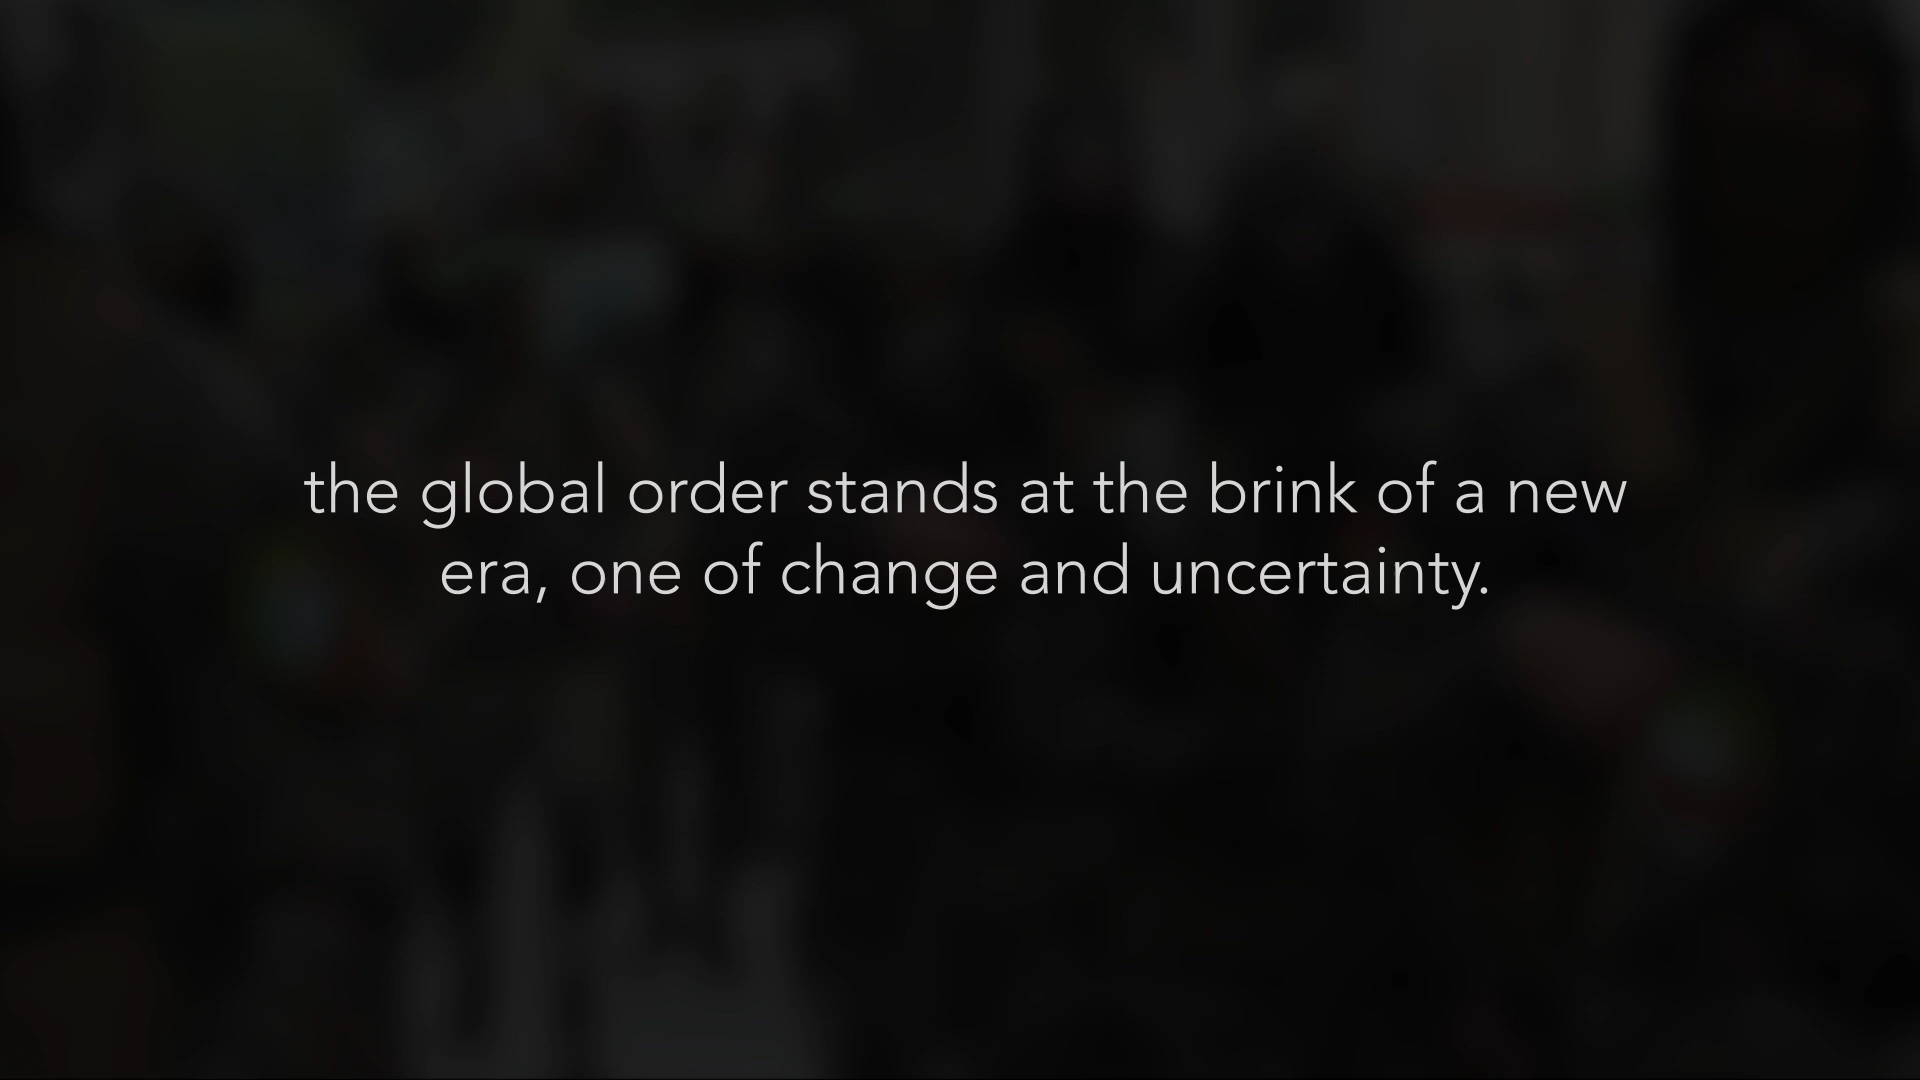 the global order stands at the brink of a new
era, one of change and uncertainty.